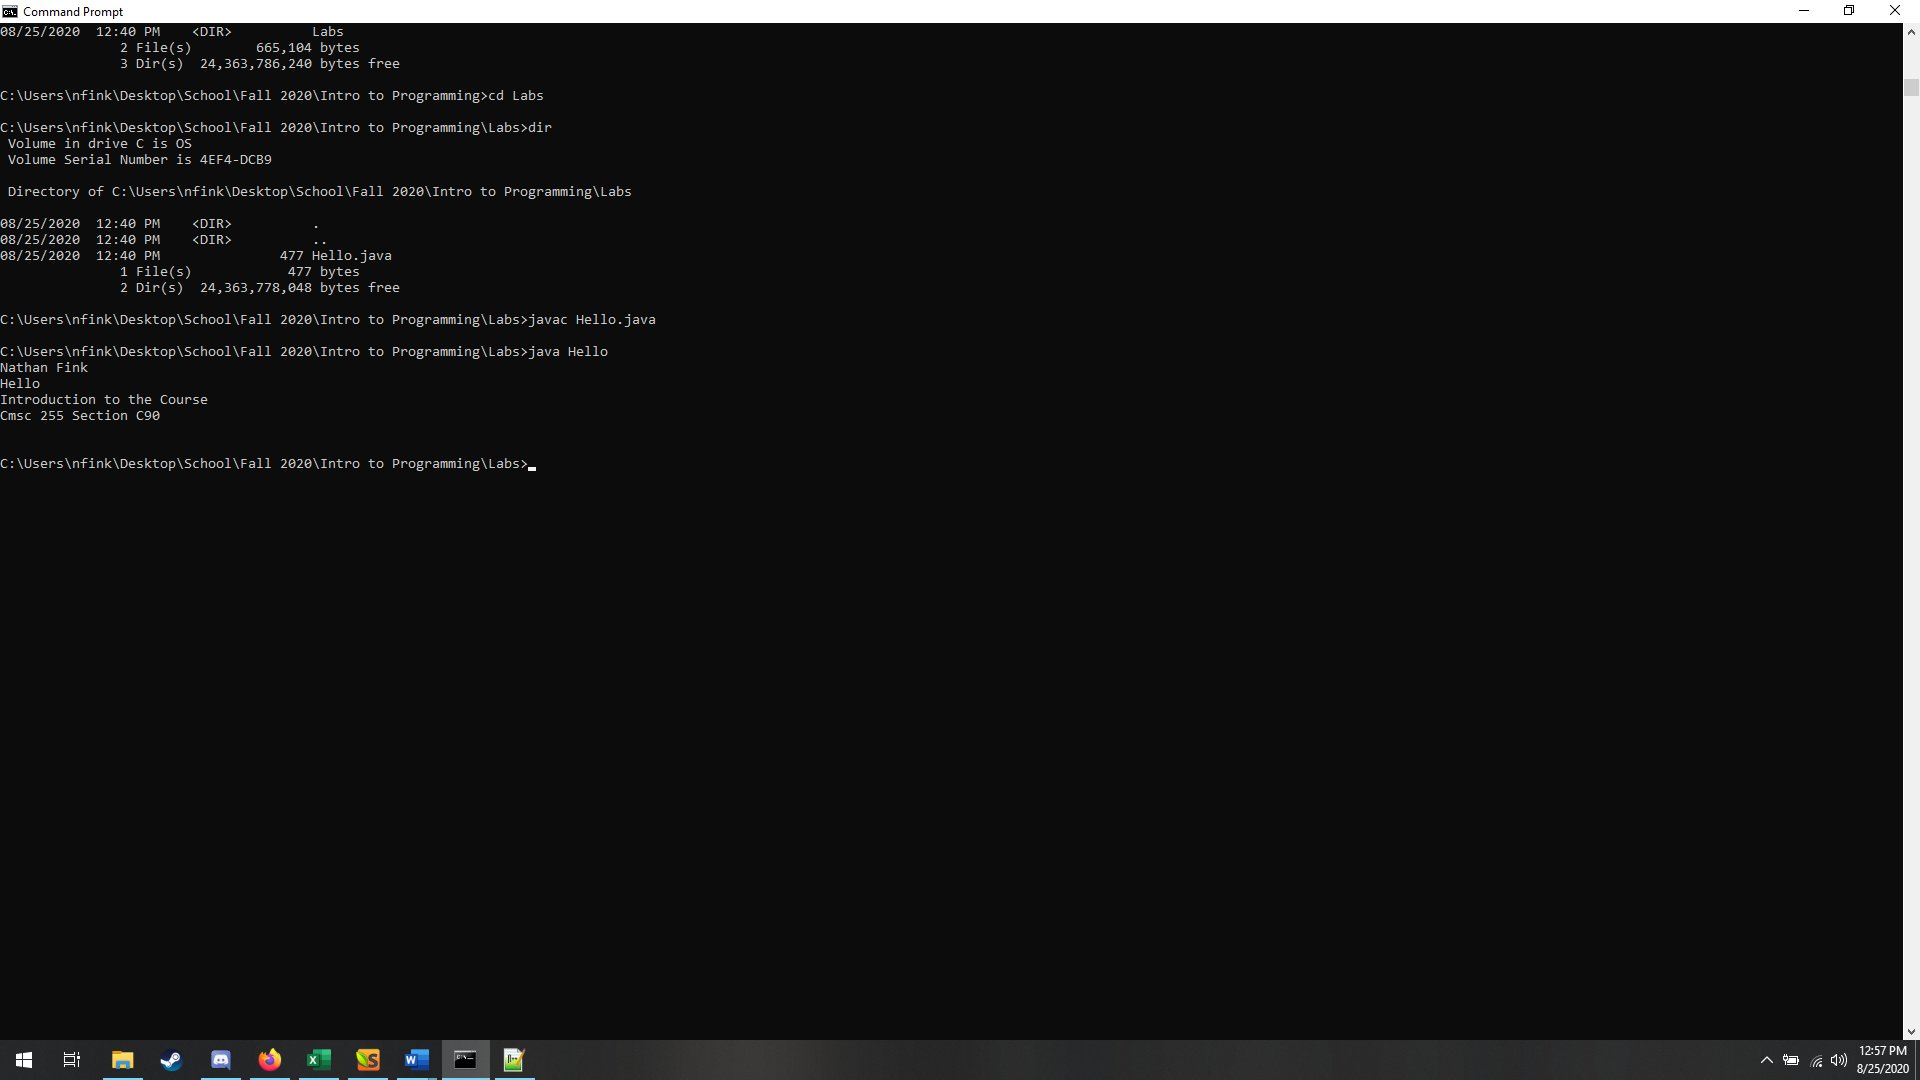 Command Prompt
08/25/2020  12:40 PM    <DIR>          Labs
               2 File(s)        665,104 bytes
               3 Dir(s)  24,363,786,240 bytes free
C:\Users\nfink\Desktop\School\Fall 2020\Intro to Programming>cd Labs
C:\Users\nfink\Desktop\School\Fall 2020\Intro to Programming\Labs>dir
 Volume in drive C is OS
 Volume Serial Number is 4EF4-DCB9
 Directory of C:\Users\nfink\Desktop\School\Fall 2020\Intro to Programming\Labs
08/25/2020  12:40 PM    <DIR>          .
08/25/2020  12:40 PM    <DIR>          ..
08/25/2020  12:40 PM               477 Hello.java
               1 File(s)            477 bytes
               2 Dir(s)  24,363,778,048 bytes free
C:\Users\nfink\Desktop\School\Fall 2020\Intro to Programming\Labs>javac Hello.java
C:\Users\nfink\Desktop\School\Fall 2020\Intro to Programming\Labs>java Hello
Nathan Fink
Hello
Introduction to the Course
Cmsc 255 Section C90
C:\Users\nfink\Desktop\School\Fall 2020\Intro to Programming\Labs>
12:57 PM
8/25/2020